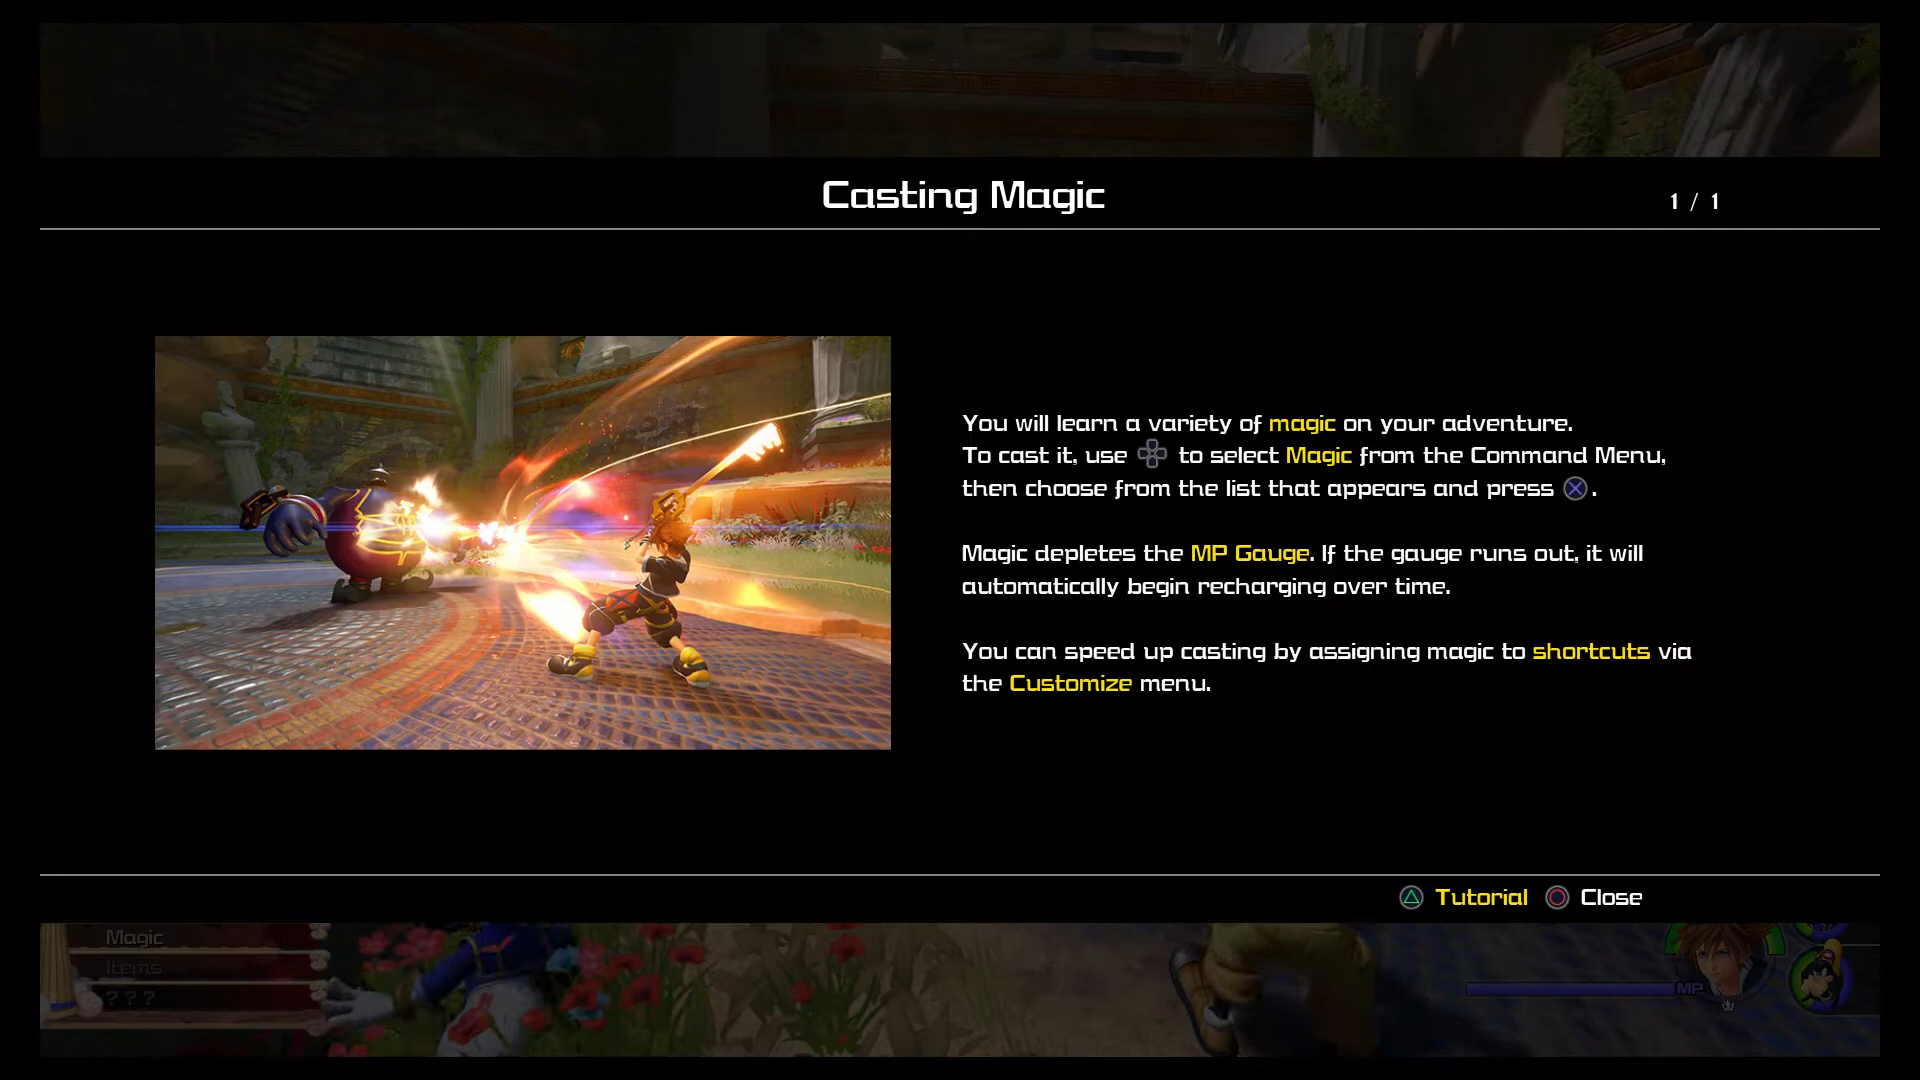 Casting Magic
1 / 1
You will learn a variety of magic on your adventure.
To cast it, use to select Magic from the Command Menu,
then choose from the list that appears and press .
Magic depletes the MP Gauge. If the gauge runs out, it will
automatically begin recharging over time.
You can speed up casting by assigning magic to shortcuts via
the Customize menu.
Tutorial Close
Magic
Items
? ? ?
MP